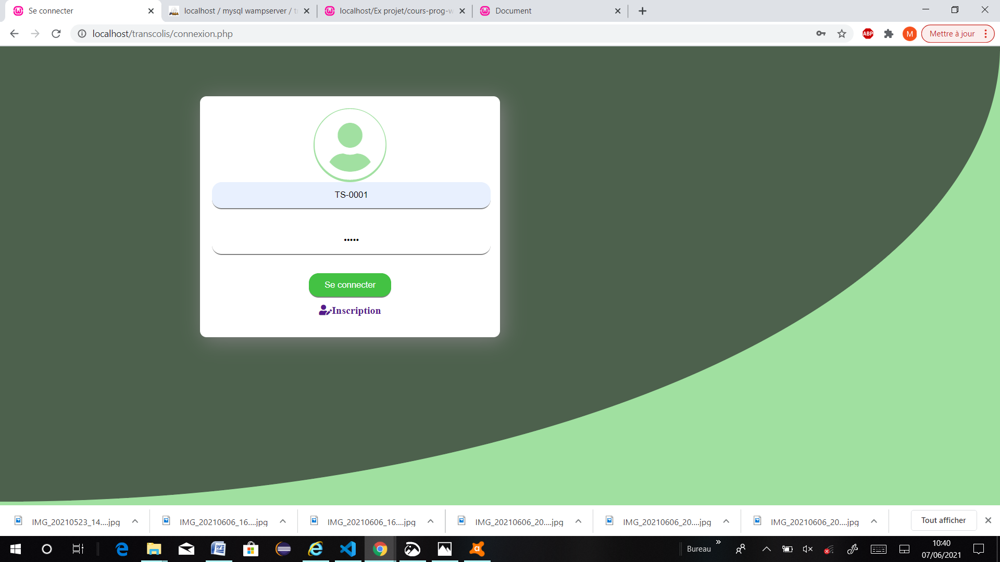 Se connecter
localhost / mysql wampserver / t
localhost/Ex projet/cours-prog-w
Document
localhost/transcolis/connexion.php
ABP
M
Mettre à jour
TS-0001
•••••
Se connecter
Inscription
IMG_20210523_14....jpg
IMG_20210606_16....jpg
IMG_20210606_16....jpg
IMG_20210606_20....jpg
IMG_20210606_20....jpg
IMG_20210606_20....jpg
Tout afficher
Bureau
10:40
07/06/2021